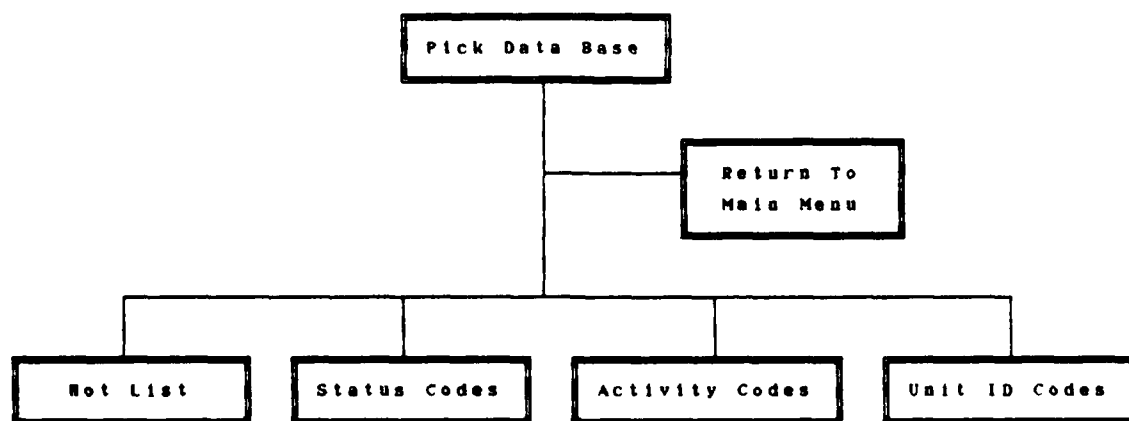 Pick Data Base
Return To
Main Menu
Hot List
Status Codes
Activity Codes
Unit ID Codes